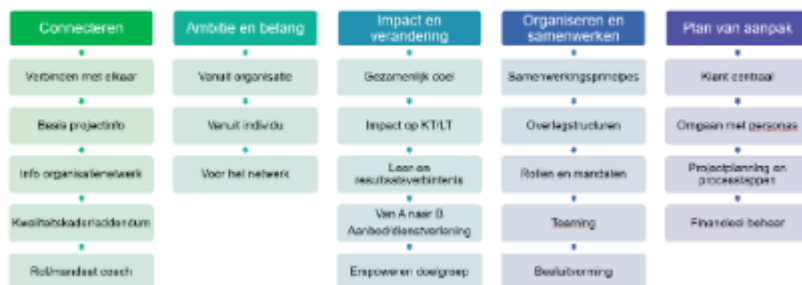 Connecteren
Verbinden met elkaar
Basis projectinfo
Info organisatienetwerk
Kwaliteitskader/addendum
Rol/mandaat coach
Ambitie en belang
Vanuit organisatie
Vanuit individu
Voor het netwerk
Impact en
verandering
Gezamenlijk doel
Impact op KT/LT
Leer-en
resultaatsverbintenis
Van A naar B
Aanbod/dienstverlening
Empoweren doelgroep
Organiseren en
samenwerken
Samenwerkingsprincipes
Overlegstructuren
Rollen en mandaten
Teaming
Besluitvorming
Plan van aanpak
Klant centraal
Omgaan met personas
Projectplanning en
processtappen
Financieel beheer